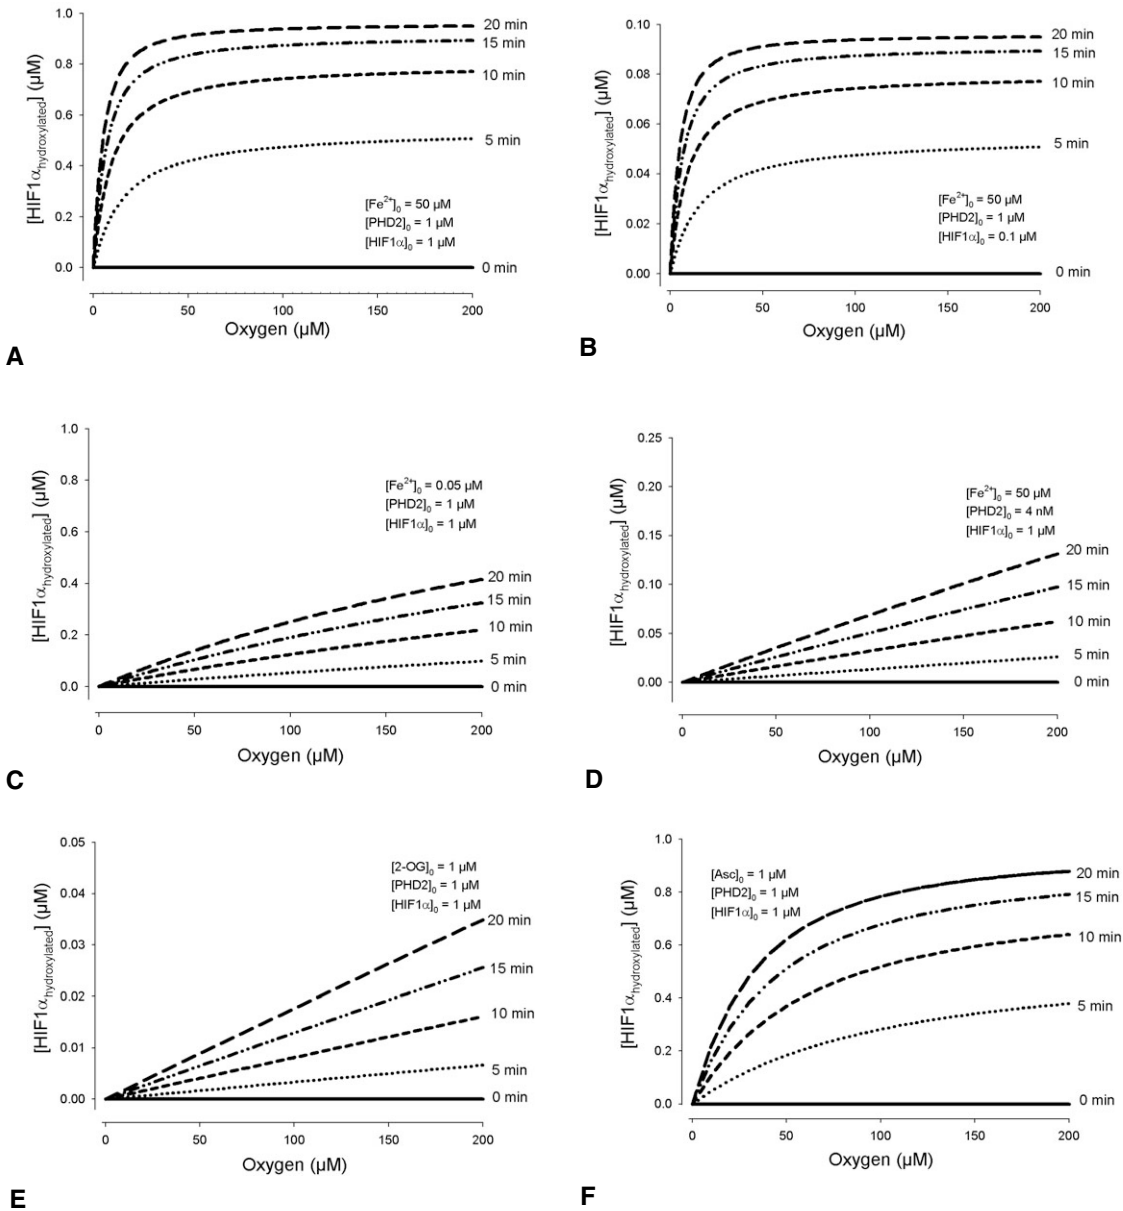 [HIF1α_hydroxylated] (µM)
1.0
0.8
0.6
0.4
0.2
0.0
20 min
15 min
10 min
5 min
[Fe²⁺]₀ = 50 µM
[PHD2]₀ = 1 µM
[HIF1α]₀ = 1 µM
0 min
0 50 100 150 200
Oxygen (µM)
A
[HIF1α_hydroxylated] (µM)
0.10
0.08
0.06
0.04
0.02
0.00
20 min
15 min
10 min
5 min
[Fe²⁺]₀ = 50 µM
[PHD2]₀ = 1 µM
[HIF1α]₀ = 0.1 µM
0 min
0 50 100 150 200
Oxygen (µM)
B
[HIF1α_hydroxylated] (µM)
1.0
0.8
0.6
0.4
0.2
0.0
[Fe²⁺]₀ = 0.05 µM
[PHD2]₀ = 1 µM
[HIF1α]₀ = 1 µM
20 min
15 min
10 min
5 min
0 min
0 50 100 150 200
Oxygen (µM)
C
[HIF1α_hydroxylated] (µM)
0.25
0.20
0.15
0.10
0.05
0.00
[Fe²⁺]₀ = 50 µM
[PHD2]₀ = 4 nM
[HIF1α]₀ = 1 µM
20 min
15 min
10 min
5 min
0 min
0 50 100 150 200
Oxygen (µM)
D
[HIF1α_hydroxylated] (µM)
0.05
0.04
0.03
0.02
0.01
0.00
[2-OG]₀ = 1 µM
[PHD2]₀ = 1 µM
[HIF1α]₀ = 1 µM
20 min
15 min
10 min
5 min
0 min
0 50 100 150 200
Oxygen (µM)
E
[HIF1α_hydroxylated] (µM)
1.0
0.8
0.6
0.4
0.2
0.0
[Asc]₀ = 1 µM
[PHD2]₀ = 1 µM
[HIF1α]₀ = 1 µM
20 min
15 min
10 min
5 min
0 min
0 50 100 150 200
Oxygen (µM)
F